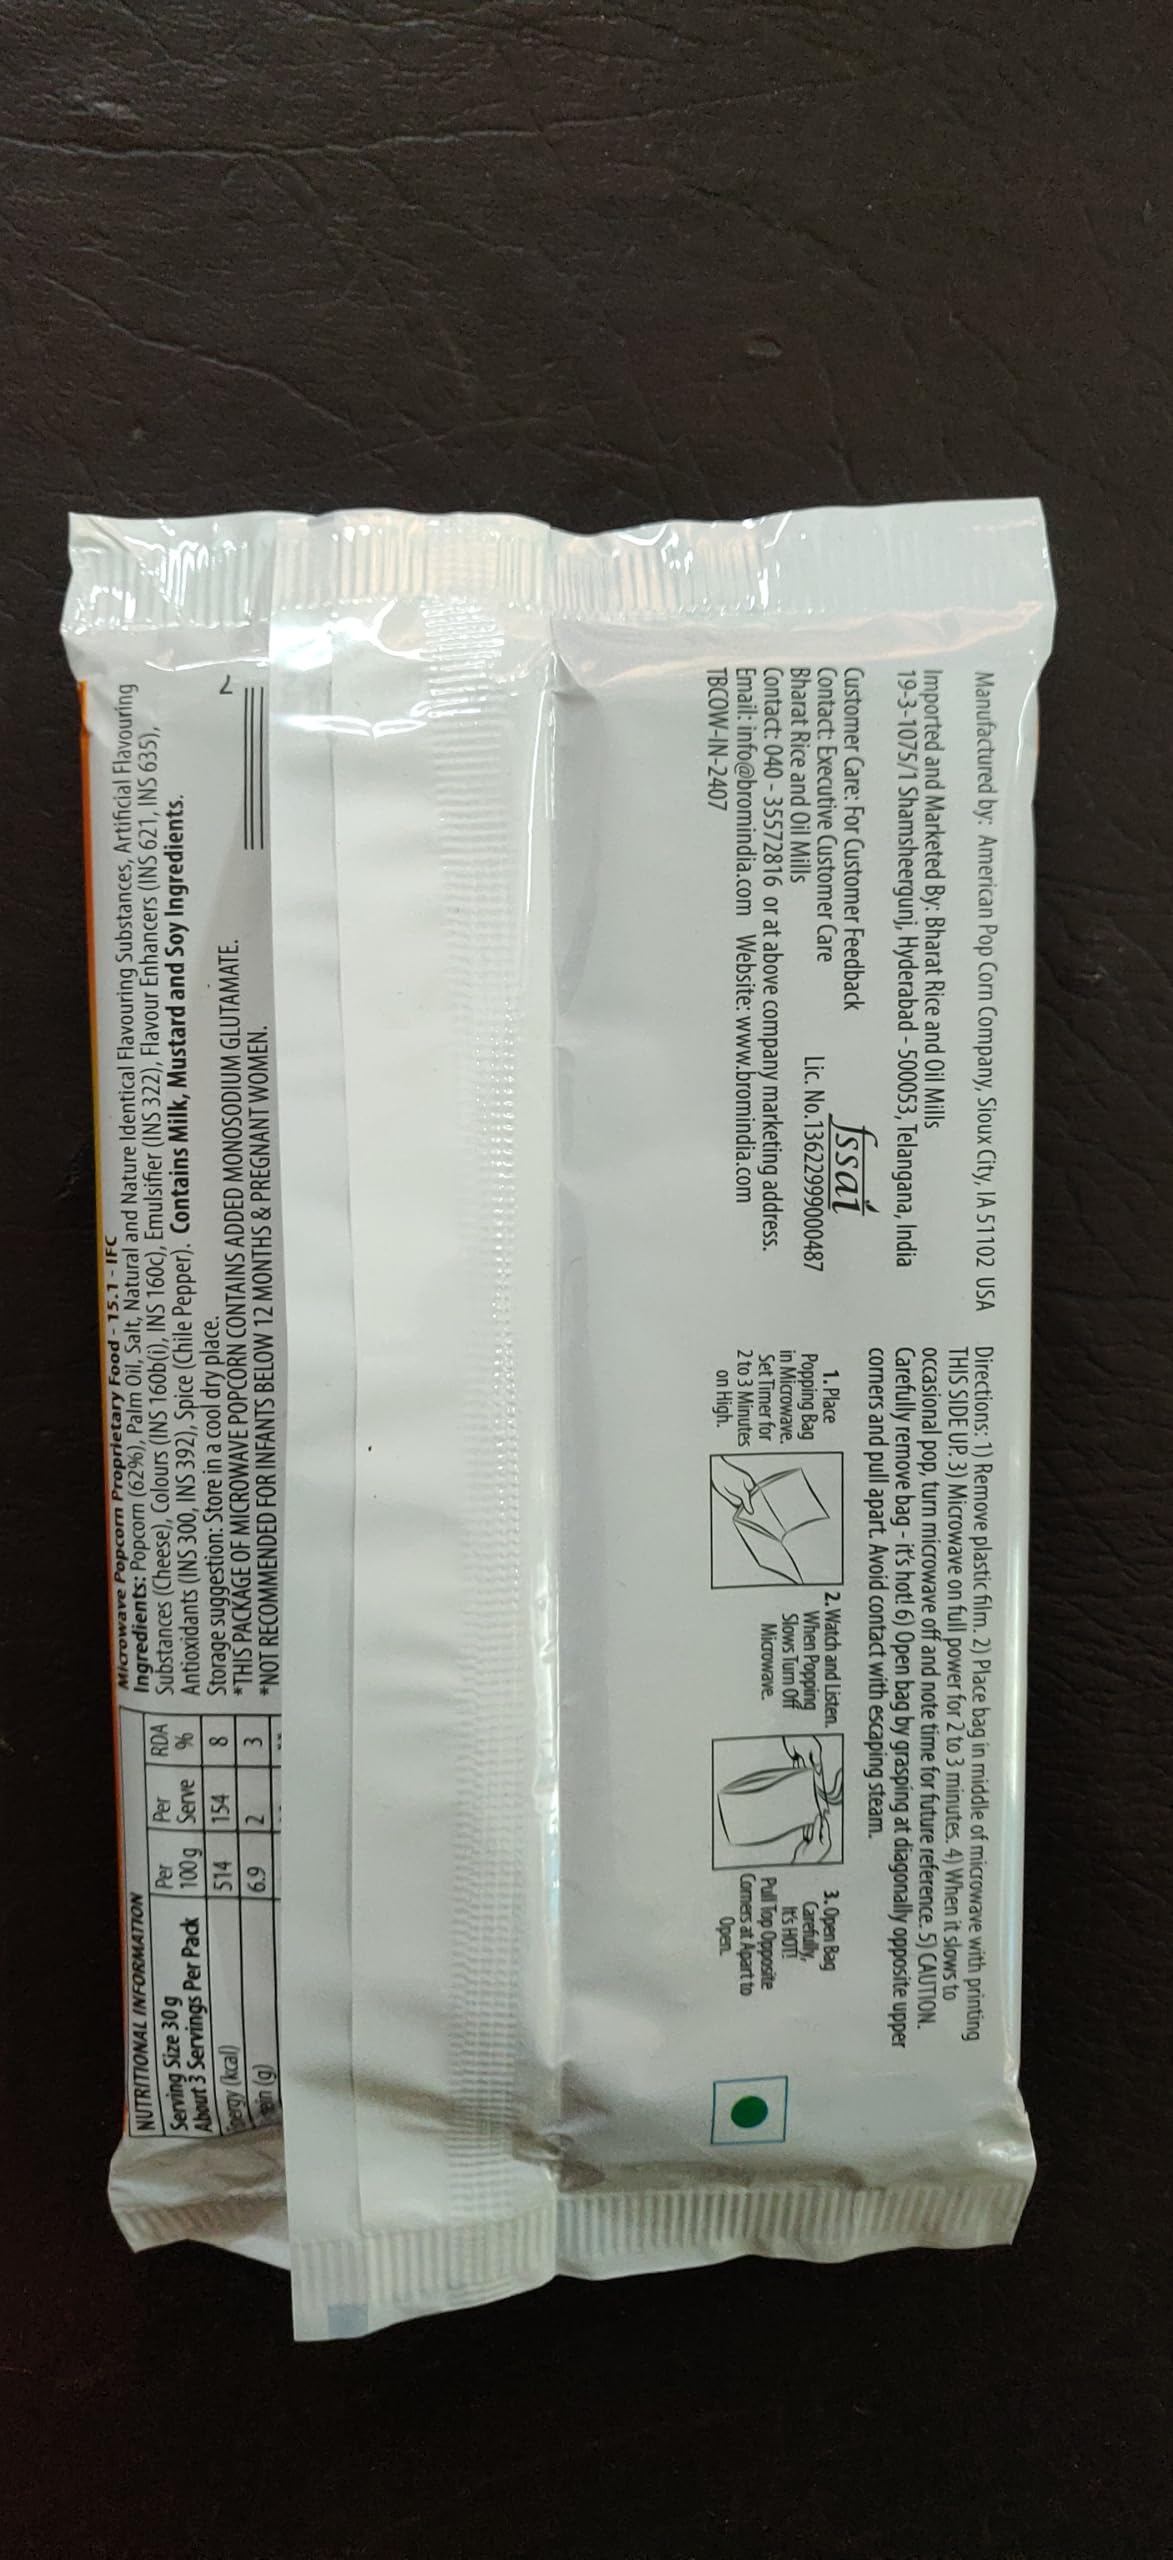 Manufactured by: American Pop Corn Company, Sioux City, IA 51102 USA
Imported and Marketed By: Bharat Rice and Oil Mills
19-3-1075/1 Shamsheergunj, Hyderabad - 500053, Telangana, India
Customer Care: For Customer Feedback
Contact: Executive Customer Care
Bharat Rice and Oil Mills
Contact: 040 - 35572816 or at above company marketing address.
Email: info@bromindia.com Website: www.bromindia.com
TBCOW-IN-2407
fssai
Lic. No.13622999000487
Directions: 1) Remove plastic film. 2) Place bag in middle of microwave with printing
THIS SIDE UP. 3) Microwave on full power for 2 to 3 minutes. 4) When it slows to
occasional pop, turn microwave off and note time for future reference. 5) CAUTION.
Carefully remove bag - it's hot! 6) Open bag by grasping at diagonally opposite upper
corners and pull apart. Avoid contact with escaping steam.
1. Place
Popping Bag
in Microwave.
Set Timer for
2 to 3 Minutes
on High.
2. Watch and Listen.
When Popping
Slows Turn Off
Microwave.
3. Open Bag
Carefully,
It's HOT!
Pull Top Opposite
Corners at Apart to
Open.
NUTRITIONAL INFORMATION
Serving Size 30 g
About 3 Servings Per Pack
Per 100 g
Per Serve
RDA %
ergy (kcal) 514 154 8
ein (g) 6.9 2 3
Microwave Popcorn Proprietary Food - 15.1 - IFC
Ingredients: Popcorn (62%), Palm Oil, Salt, Natural and Nature Identical Flavouring Substances, Artificial Flavouring
Substances (Cheese), Colours (INS 160b(i), INS 160c), Emulsifier (INS 322), Flavour Enhancers (INS 621, INS 635),
Antioxidants (INS 300, INS 392), Spice (Chile Pepper). Contains Milk, Mustard and Soy Ingredients.
Storage suggestion: Store in a cool dry place.
*THIS PACKAGE OF MICROWAVE POPCORN CONTAINS ADDED MONOSODIUM GLUTAMATE.
*NOT RECOMMENDED FOR INFANTS BELOW 12 MONTHS & PREGNANT WOMEN.